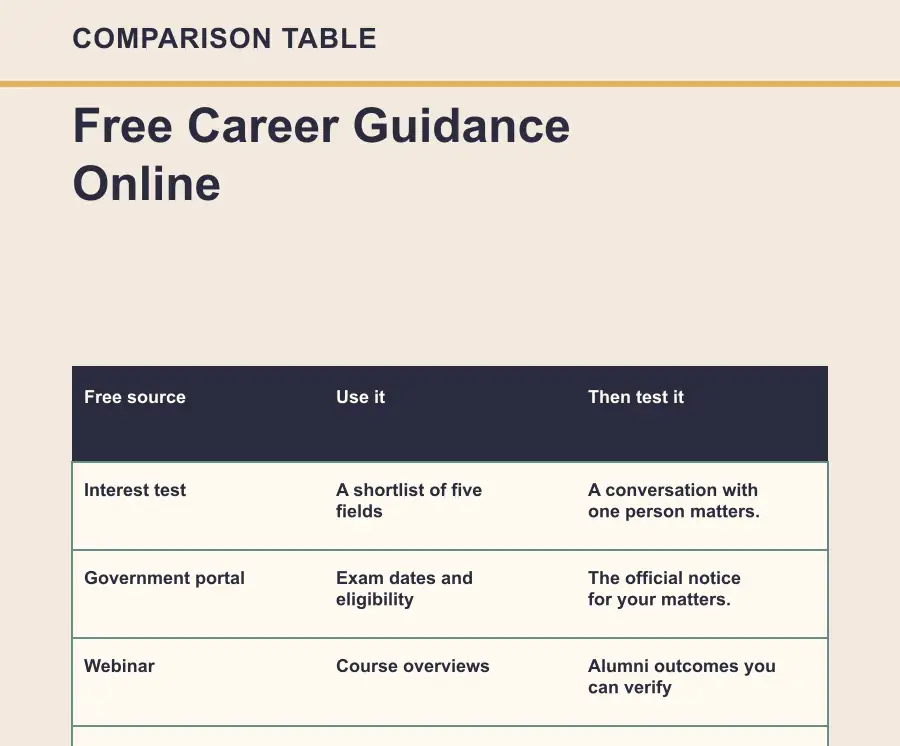 COMPARISON TABLE
Free Career Guidance
Online
Free source
Use it
Then test it
Interest test
A shortlist of five
fields
A conversation with
one person matters.
Government portal
Exam dates and
eligibility
The official notice
for your matters.
Webinar
Course overviews
Alumni outcomes you
can verify